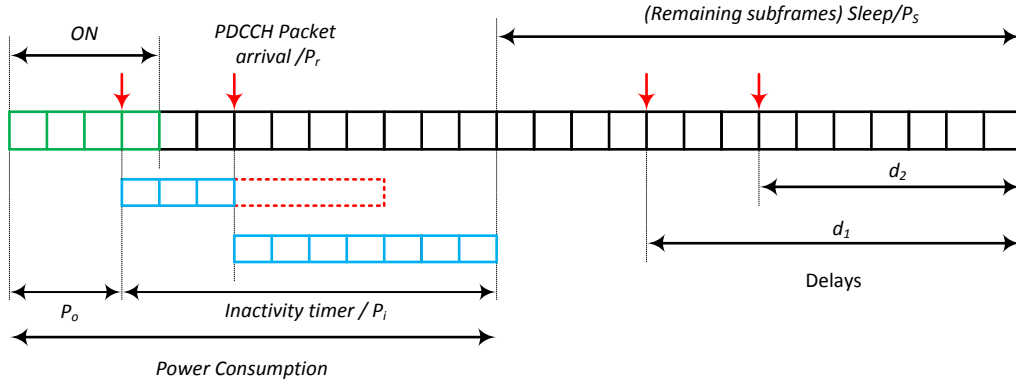 (Remaining subframes) Sleep/PS
ON
PDCCH Packet
arrival /Pr
d2
d1
Delays
Po
Inactivity timer / Pi
Power Consumption